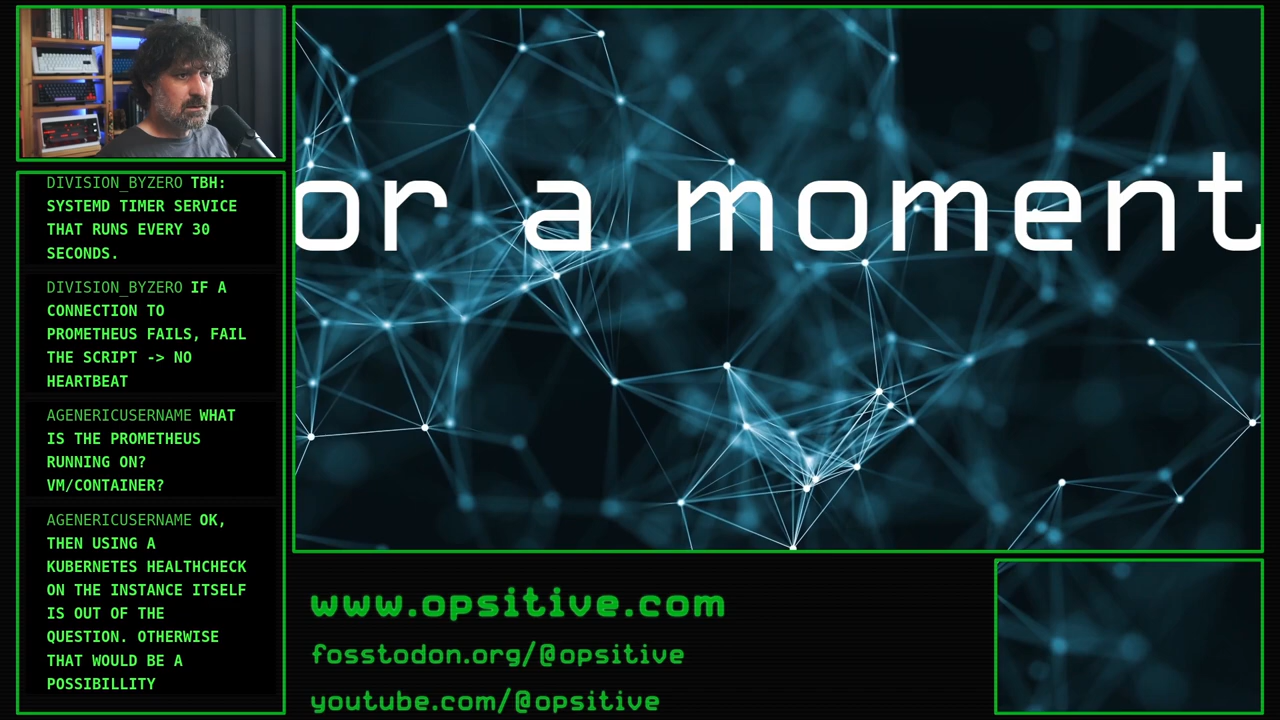 DIVISION_BYZERO TBH:
SYSTEMD TIMER SERVICE
THAT RUNS EVERY 30
SECONDS.
DIVISION_BYZERO IF A
CONNECTION TO
PROMETHEUS FAILS, FAIL
THE SCRIPT -> NO
HEARTBEAT
AGENERICUSERNAME WHAT
IS THE PROMETHEUS
RUNNING ON?
VM/CONTAINER?
AGENERICUSERNAME OK,
THEN USING A
KUBERNETES HEALTHCHECK
ON THE INSTANCE ITSELF
IS OUT OF THE
QUESTION. OTHERWISE
THAT WOULD BE A
POSSIBILLITY
or a moment
www.opsitive.com
fosstodon.org/@opsitive
youtube.com/@opsitive